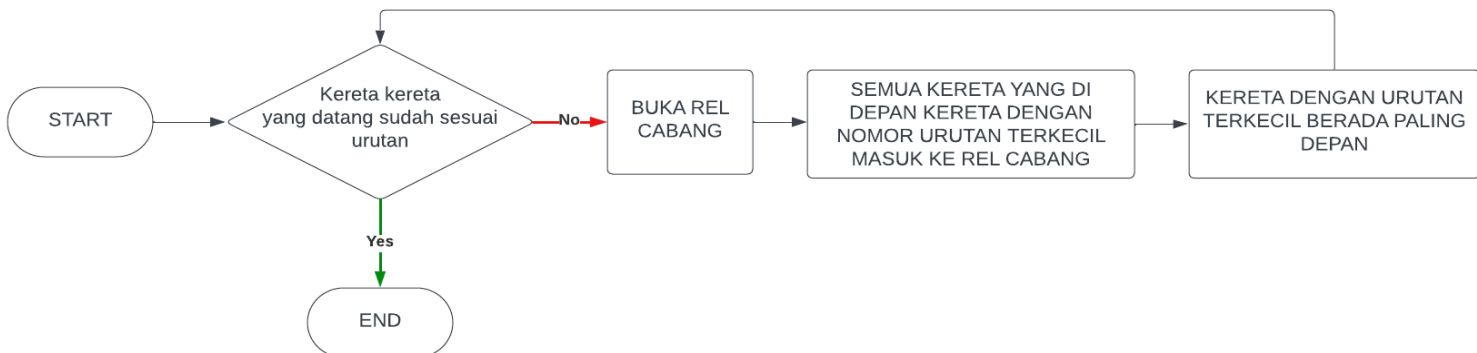 START
Kereta kereta
yang datang sudah sesuai
urutan
No
BUKA REL
CABANG
SEMUA KERETA YANG DI
DEPAN KERETA DENGAN
NOMOR URUTAN TERKECIL
MASUK KE REL CABANG
KERETA DENGAN URUTAN
TERKECIL BERADA PALING
DEPAN
Yes
END